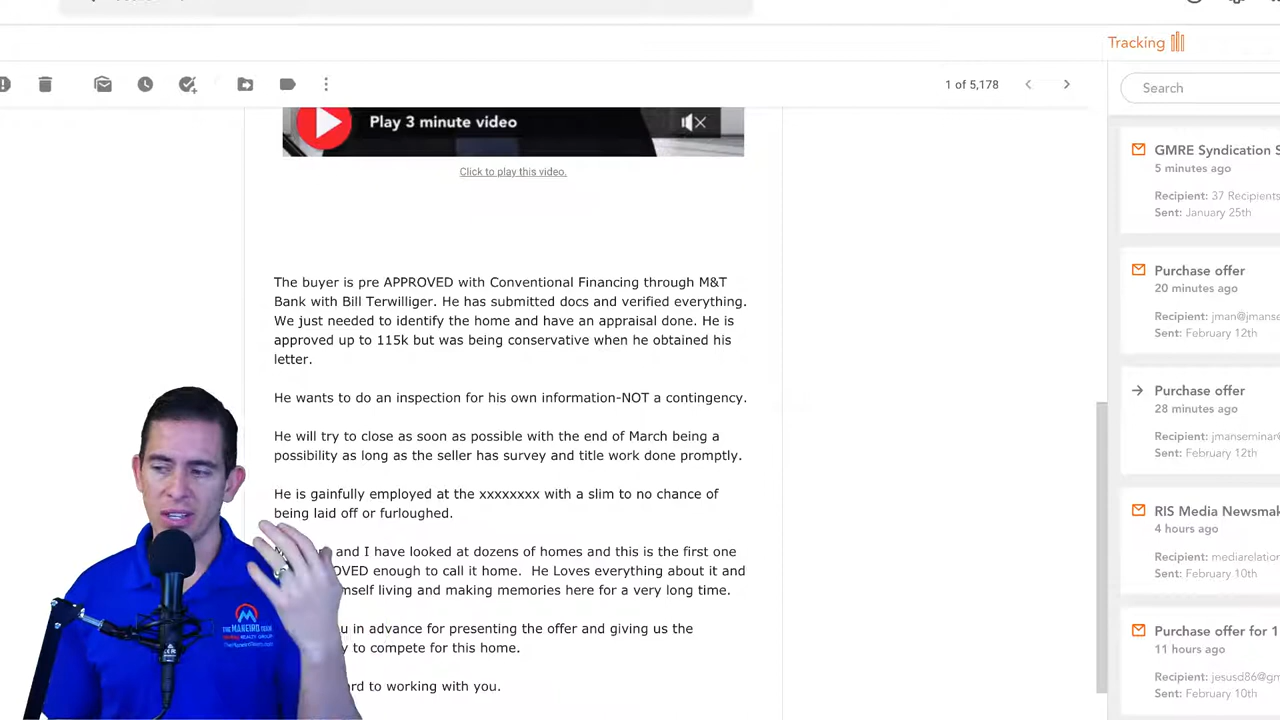 Tracking
1 of 5,178
Search
Play 3 minute video
Click to play this video.
The buyer is pre APPROVED with Conventional Financing through M&T
Bank with Bill Terwilliger. He has submitted docs and verified everything.
We just needed to identify the home and have an appraisal done. He is
approved up to 115k but was being conservative when he obtained his
letter.
He wants to do an inspection for his own information-NOT a contingency.
He will try to close as soon as possible with the end of March being a
possibility as long as the seller has survey and title work done promptly.
He is gainfully employed at the xxxxxxxx with a slim to no chance of
being laid off or furloughed.
and I have looked at dozens of homes and this is the first one
OVED enough to call it home. He Loves everything about it and
mself living and making memories here for a very long time.
u in advance for presenting the offer and giving us the
y to compete for this home.
rd to working with you.
GMRE Syndication S
5 minutes ago
Recipient: 37 Recipients
Sent: January 25th
Purchase offer
20 minutes ago
Recipient: jman@jmans
Sent: February 12th
Purchase offer
28 minutes ago
Recipient: jmanseminar
Sent: February 12th
RIS Media Newsmak
4 hours ago
Recipient: mediarelation
Sent: February 10th
Purchase offer for 1
11 hours ago
Recipient: jesusd86@gm
Sent: February 10th
THE MANEIRO TEAM
REALTY GROUP